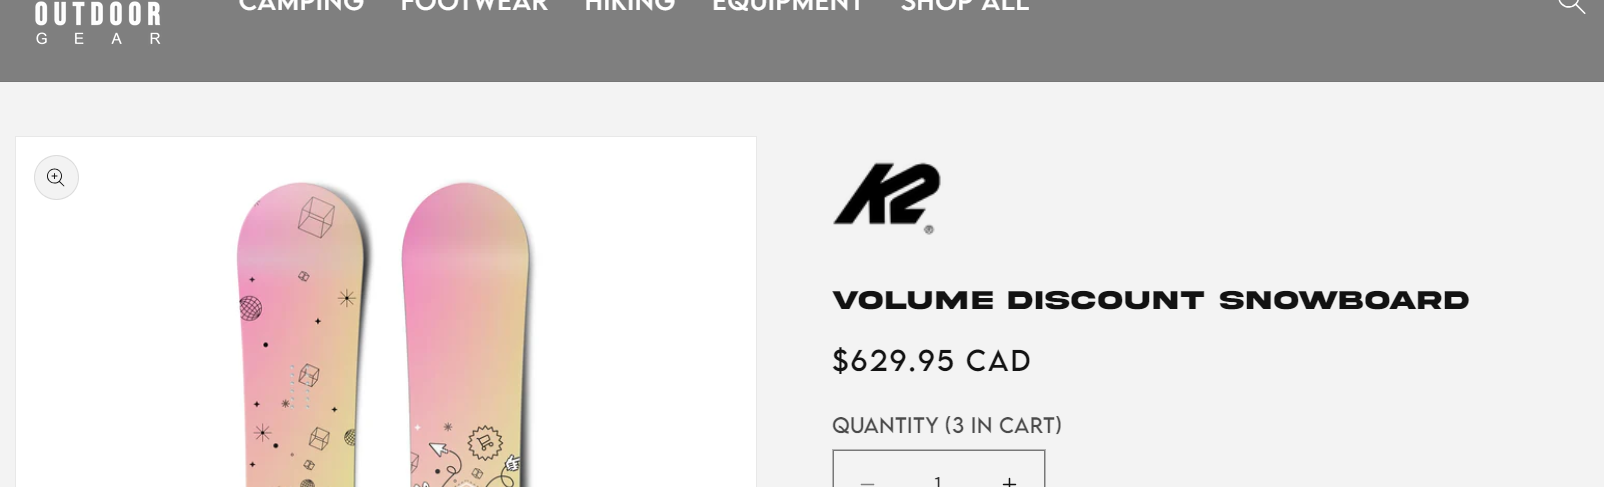 OUTDOOR
GEAR
CAMPING FOOTWEAR HIKING EQUIPMENT SHOP ALL
K2
®
VOLUME DISCOUNT SNOWBOARD
$629.95 CAD
QUANTITY (3 IN CART)
− 1 +